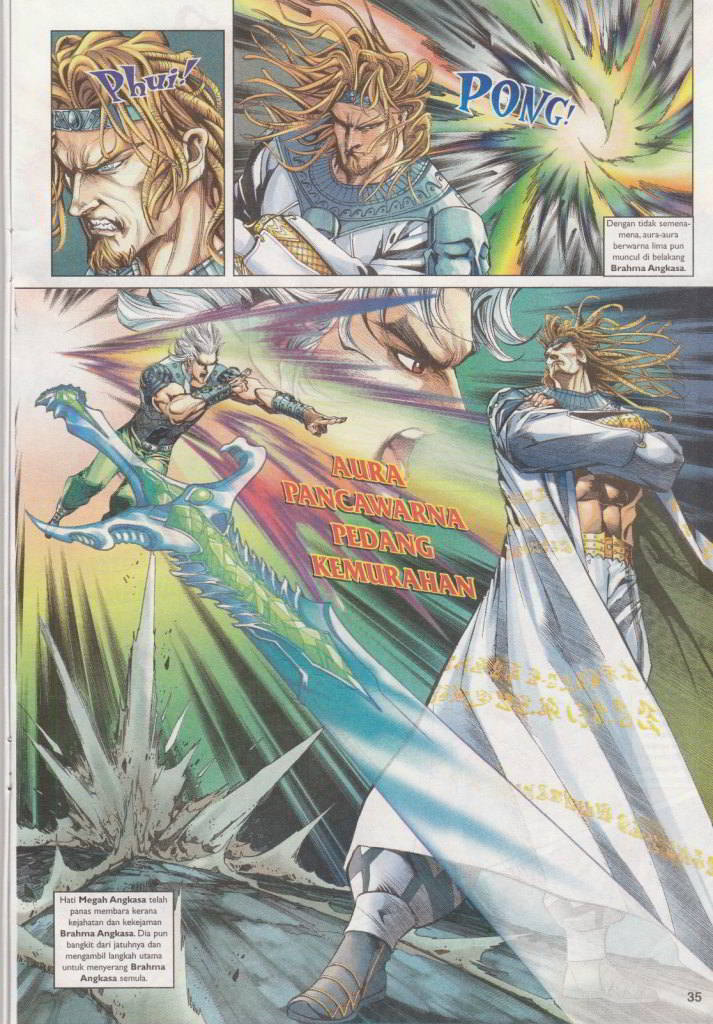 Phui!
PONG!
Dengan tidak semena-
mena, aura-aura
berwarna lima pun
muncul di belakang
Brahma Angkasa.
AURA
PANCAWARNA
PEDANG
KEMURAHAN
Hati Megah Angkasa telah
panas membara kerana
kejahatan dan kekejaman
Brahma Angkasa. Dia pun
bangkit dari jatuhnya dan
mengambil langkah utama
untuk menyerang Brahma
Angkasa semula.
35